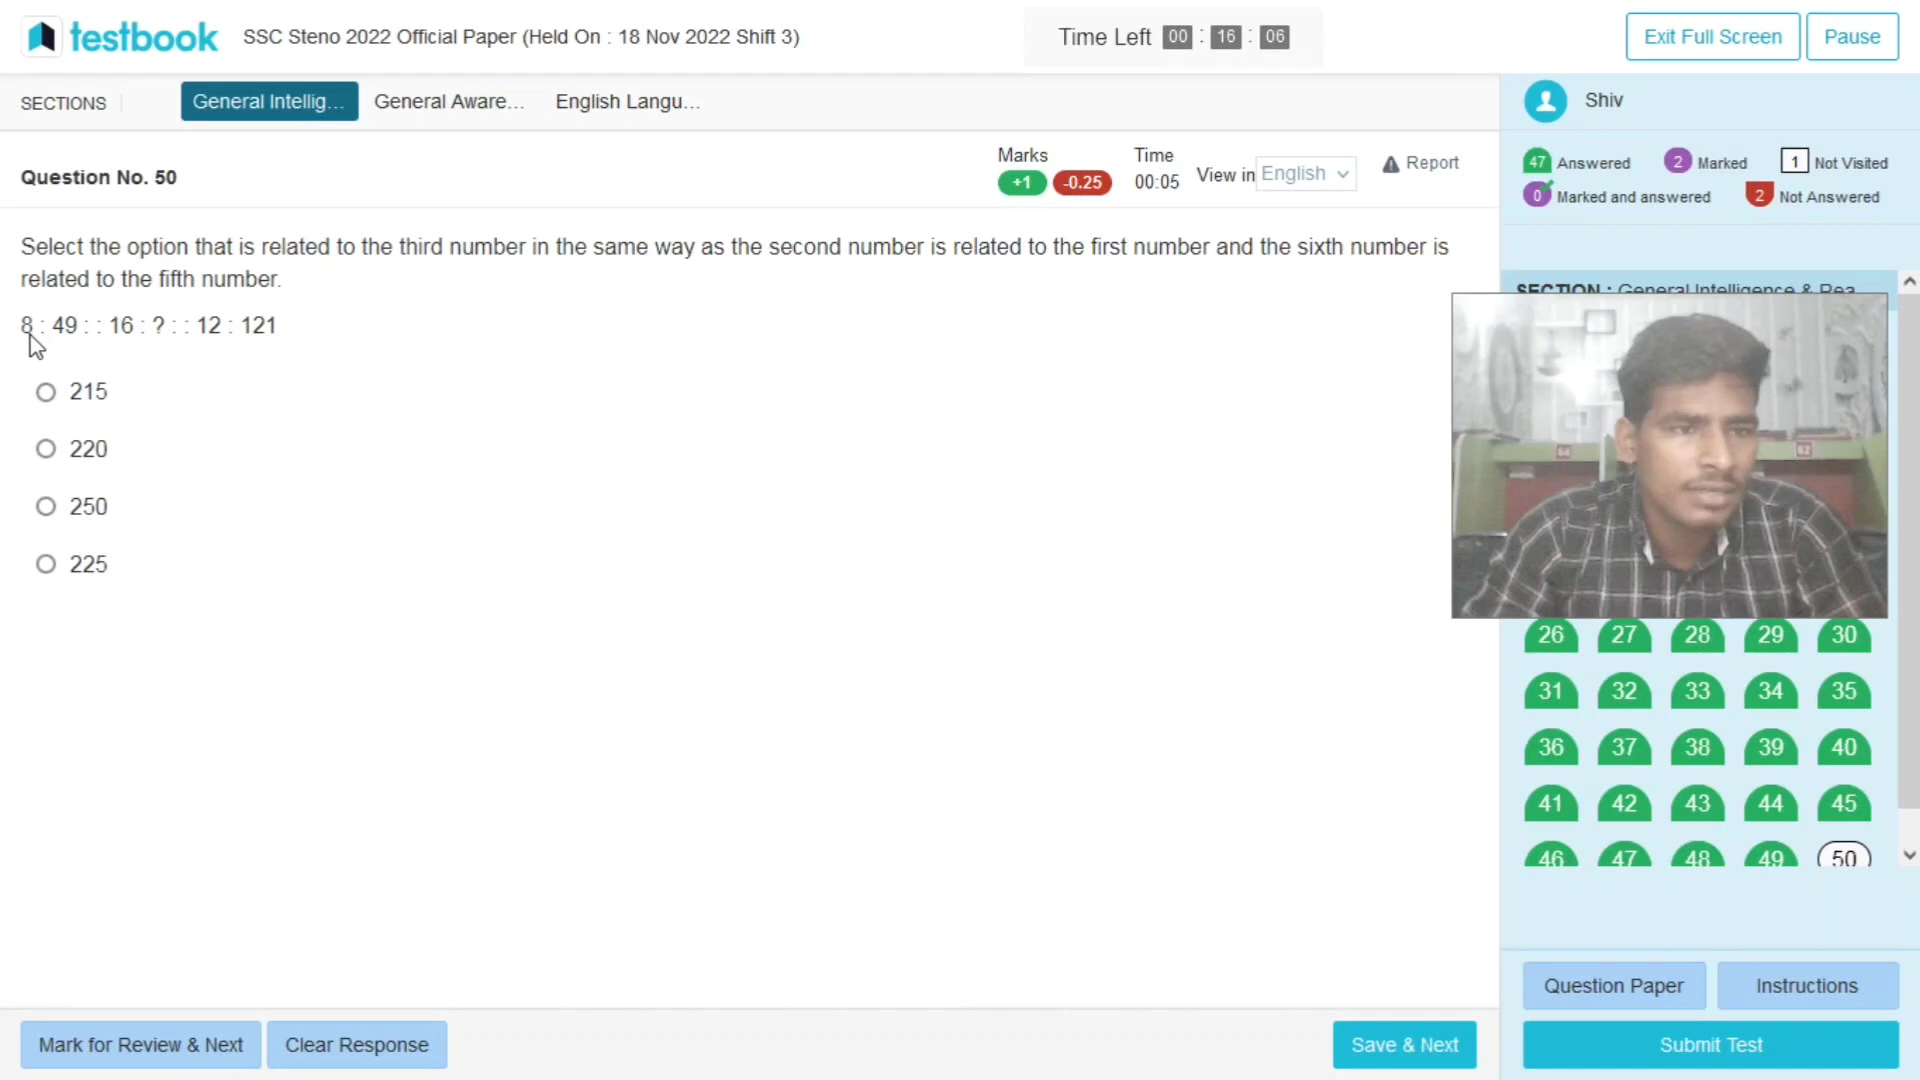 testbook SSC Steno 2022 Official Paper (Held On : 18 Nov 2022 Shift 3) Time Left 00 : 16 : 06 Exit Full Screen Pause
SECTIONS General Intellig... General Aware... English Langu... Shiv
Question No. 50
Marks
+1 -0.25
Time
00:05
View in English
Report
47 Answered 2 Marked 1 Not Visited
0 Marked and answered 2 Not Answered
Select the option that is related to the third number in the same way as the second number is related to the first number and the sixth number is
related to the fifth number.
8 : 49 : : 16 : ? : : 12 : 121
215
220
250
225
SECTION : General Intelligence & Rea
26 27 28 29 30
31 32 33 34 35
36 37 38 39 40
41 42 43 44 45
46 47 48 49 50
Question Paper Instructions
Mark for Review & Next Clear Response Save & Next Submit Test